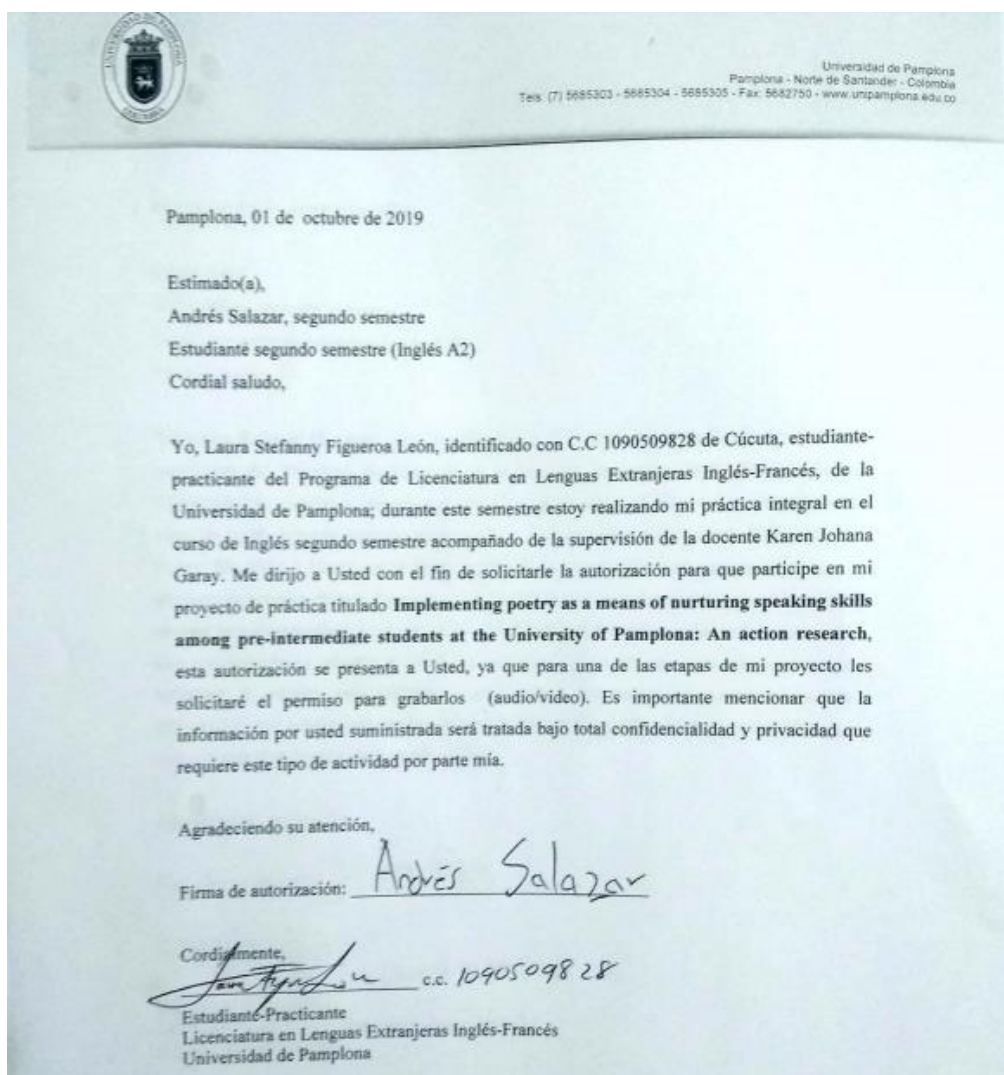 UNIVERSIDAD DE PAMPLONA
COLOMBIA
Universidad de Pamplona
Pamplona - Norte de Santander - Colombia
Tels: (7) 5685303 - 5685304 - 5685305 - Fax: 5682750 - www.unipamplona.edu.co
Pamplona, 01 de octubre de 2019
Estimado(a),
Andrés Salazar, segundo semestre
Estudiante segundo semestre (Inglés A2)
Cordial saludo,
Yo, Laura Stefanny Figueroa León, identificado con C.C 1090509828 de Cúcuta, estudiante-
practicante del Programa de Licenciatura en Lenguas Extranjeras Inglés-Francés, de la
Universidad de Pamplona; durante este semestre estoy realizando mi práctica integral en el
curso de Inglés segundo semestre acompañado de la supervisión de la docente Karen Johana
Garay. Me dirijo a Usted con el fin de solicitarle la autorización para que participe en mi
proyecto de práctica titulado Implementing poetry as a means of nurturing speaking skills
among pre-intermediate students at the University of Pamplona: An action research,
esta autorización se presenta a Usted, ya que para una de las etapas de mi proyecto les
solicitaré el permiso para grabarlos (audio/video). Es importante mencionar que la
información por usted suministrada será tratada bajo total confidencialidad y privacidad que
requiere este tipo de actividad por parte mía.
Agradeciendo su atención,
Firma de autorización: Andrés Salazar
Cordialmente,
c.c. 1090509828
Estudiante-Practicante
Licenciatura en Lenguas Extranjeras Inglés-Francés
Universidad de Pamplona